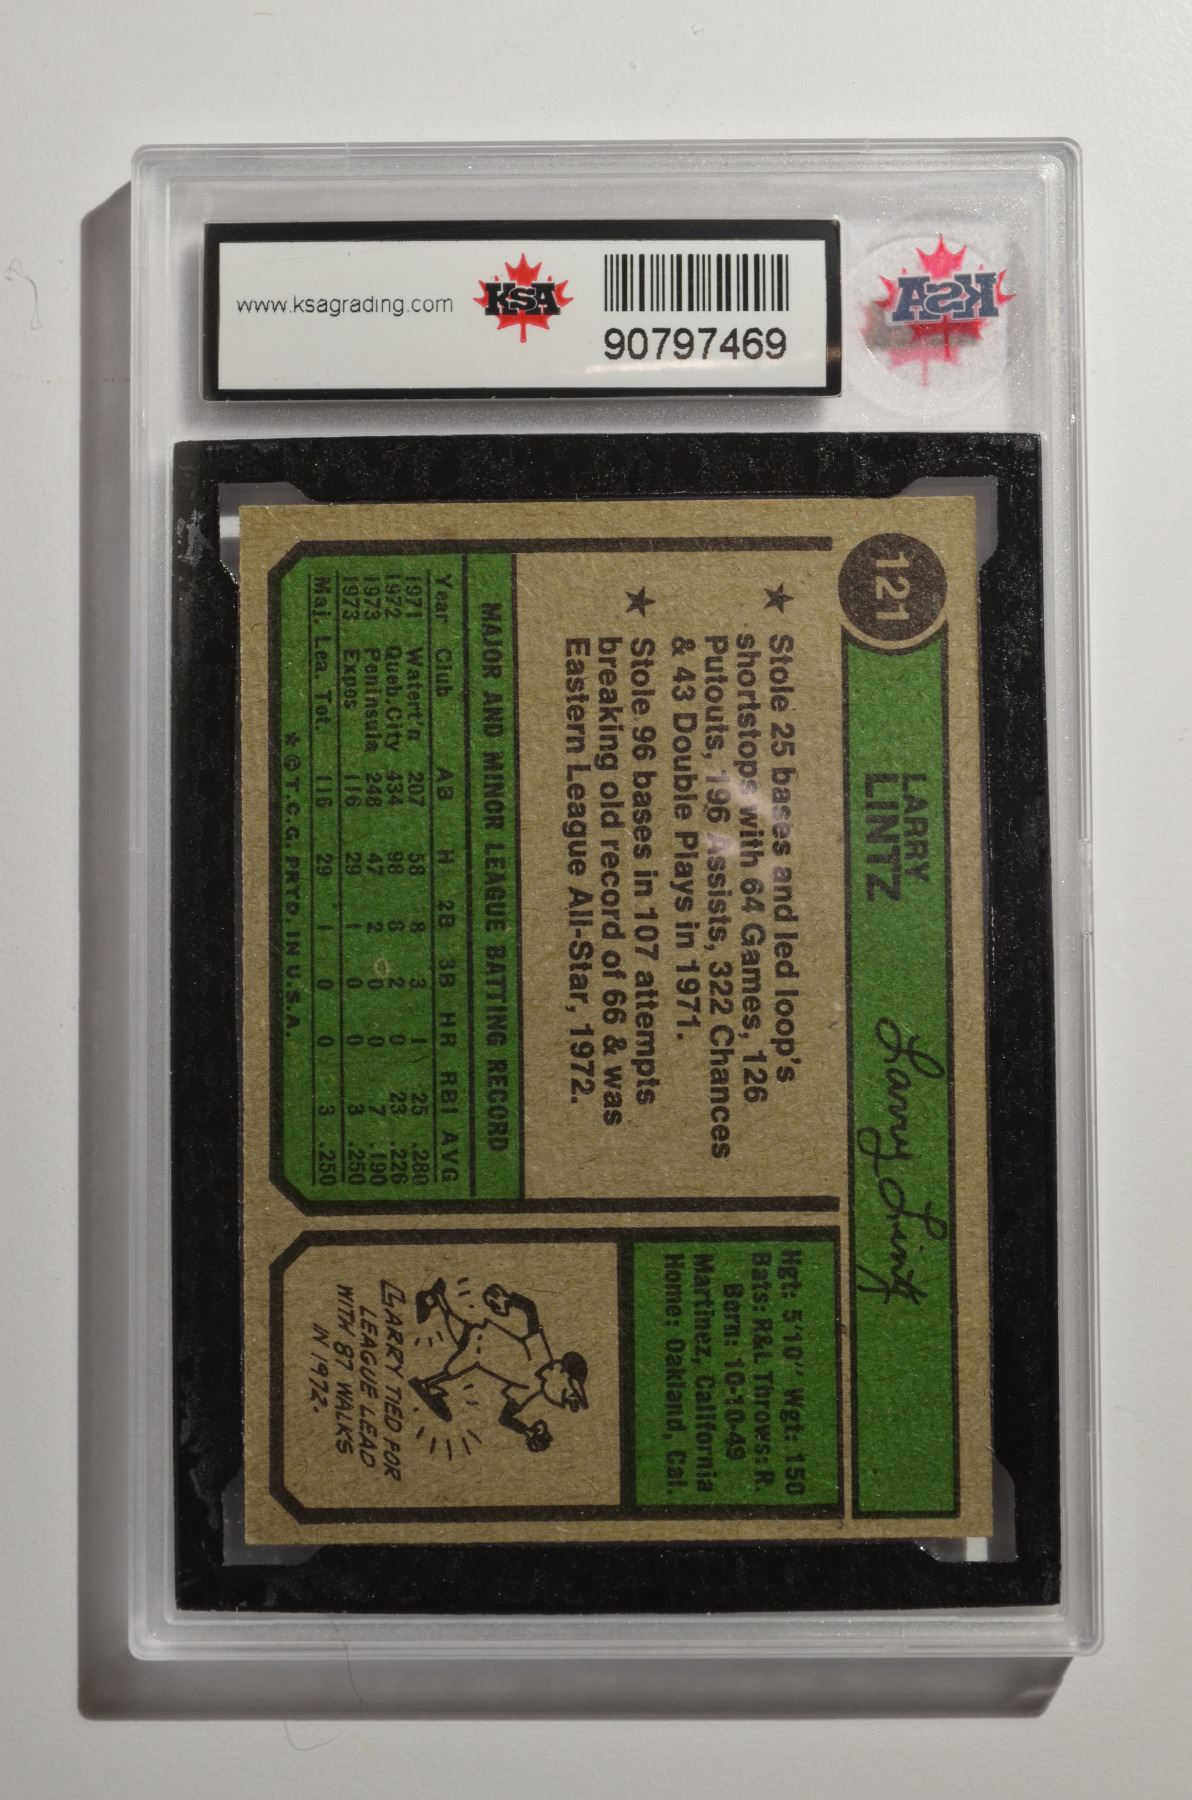 www.ksagrading.com
KSA
90797469
KSA
121
LARRY
LINTZ
Larry Lintz
★ Stole 25 bases and led loop's
shortstops with 64 Games, 126
Putouts, 196 Assists, 322 Chances
& 43 Double Plays in 1971.
★ Stole 96 bases in 107 attempts
breaking old record of 66 & was
Eastern League All-Star, 1972.
MAJOR AND MINOR LEAGUE BATTING RECORD
Year Club AB H 2B 3B HR RBI AVG
1971 Watert'n 207 58 8 3 1 25 .280
1972 Queb.City 434 98 8 2 0 23 .226
1973 Peninsula 248 47 2 0 0 7 .190
1973 Expos 116 29 1 0 0 3 .250
Maj. Lea. Tot. 116 29 1 0 0 3 .250
* © T.C.G. PRTD. IN U.S.A.
Hgt: 5'10" Wgt: 150
Bats: R&L Throws: R.
Born: 10-10-49
Martinez, California
Home: Oakland, Cal.
LARRY TIED FOR
LEAGUE LEAD
WITH 87 WALKS
IN 1972.